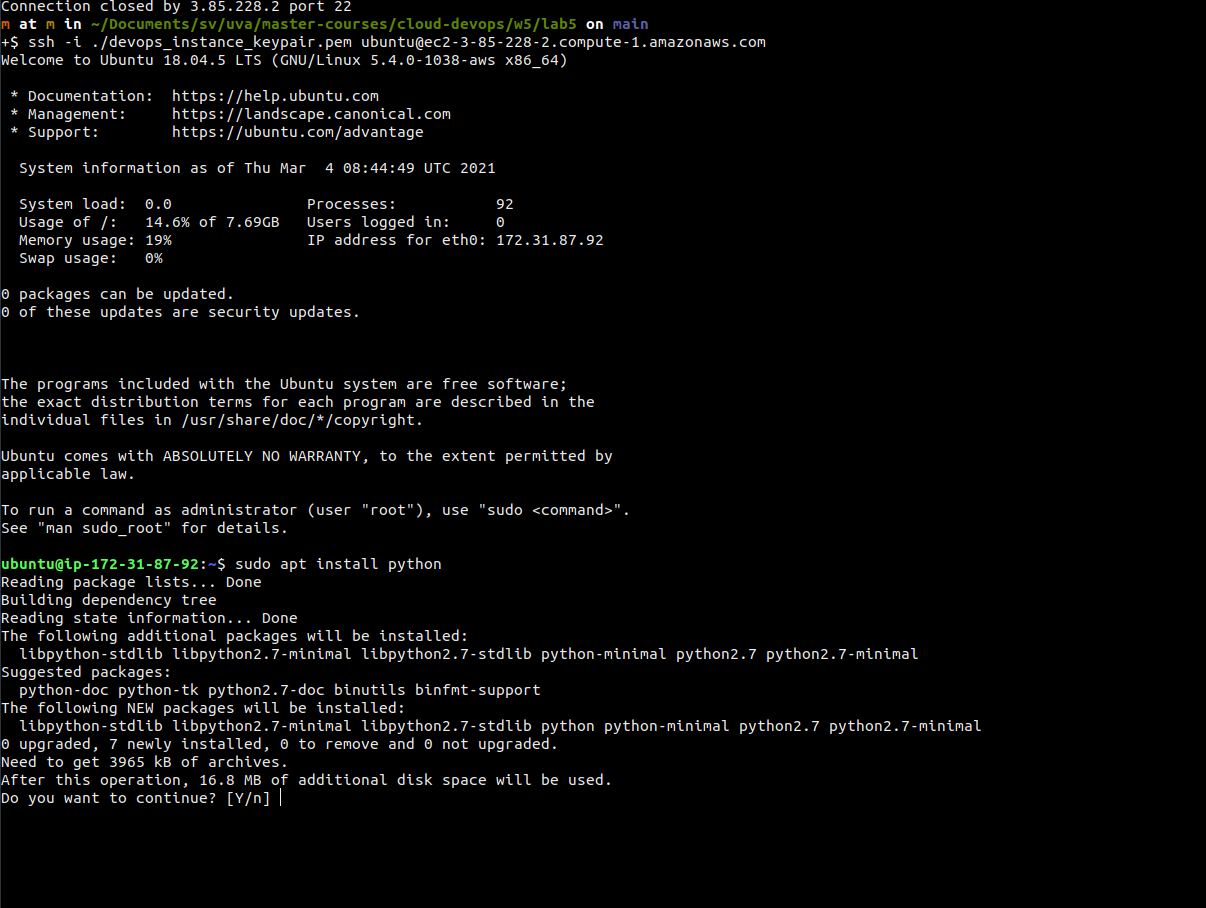 Connection closed by 3.85.228.2 port 22
m at m in ~/Documents/sv/uva/master-courses/cloud-devops/w5/lab5 on main
+$ ssh -i ./devops_instance_keypair.pem ubuntu@ec2-3-85-228-2.compute-1.amazonaws.com
Welcome to Ubuntu 18.04.5 LTS (GNU/Linux 5.4.0-1038-aws x86_64)

 * Documentation:  https://help.ubuntu.com
 * Management:     https://landscape.canonical.com
 * Support:        https://ubuntu.com/advantage

  System information as of Thu Mar  4 08:44:49 UTC 2021

  System load:  0.0               Processes:           92
  Usage of /:   14.6% of 7.69GB   Users logged in:     0
  Memory usage: 19%               IP address for eth0: 172.31.87.92
  Swap usage:   0%

0 packages can be updated.
0 of these updates are security updates.

The programs included with the Ubuntu system are free software;
the exact distribution terms for each program are described in the
individual files in /usr/share/doc/*/copyright.

Ubuntu comes with ABSOLUTELY NO WARRANTY, to the extent permitted by
applicable law.

To run a command as administrator (user "root"), use "sudo <command>".
See "man sudo_root" for details.

ubuntu@ip-172-31-87-92:~$ sudo apt install python
Reading package lists... Done
Building dependency tree
Reading state information... Done
The following additional packages will be installed:
  libpython-stdlib libpython2.7-minimal libpython2.7-stdlib python-minimal python2.7 python2.7-minimal
Suggested packages:
  python-doc python-tk python2.7-doc binutils binfmt-support
The following NEW packages will be installed:
  libpython-stdlib libpython2.7-minimal libpython2.7-stdlib python python-minimal python2.7 python2.7-minimal
0 upgraded, 7 newly installed, 0 to remove and 0 not upgraded.
Need to get 3965 kB of archives.
After this operation, 16.8 MB of additional disk space will be used.
Do you want to continue? [Y/n]